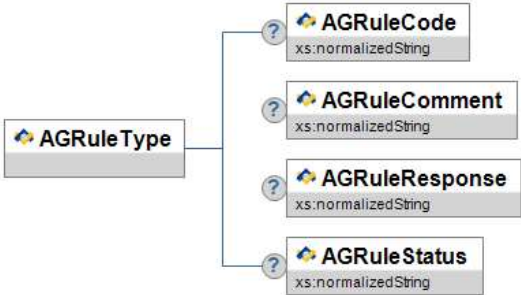 AGRuleCode
xs:normalizedString
AGRuleComment
xs:normalizedString
AGRuleType
AGRuleResponse
xs:normalizedString
AGRuleStatus
xs:normalizedString
?
?
?
?